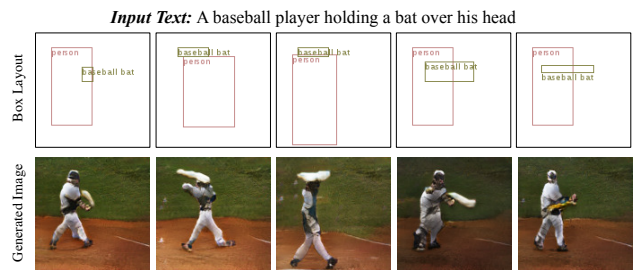 Input Text: A baseball player holding a bat over his head
Box Layout
person
baseball bat
baseball bat
person
baseball bat
person
person
baseball bat
person
baseball bat
Generated Image